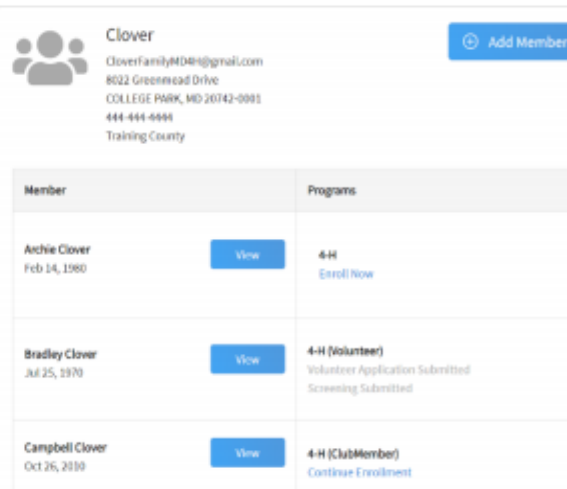 Clover
CloverFamilyMD4H@gmail.com
8022 Greenmead Drive
COLLEGE PARK, MD 20742-0001
444-444-4444
Training County
Add Member
Member
Programs
Archie Clover
Feb 14, 1980
View
4-H
Enroll Now
Bradley Clover
Jul 25, 1970
View
4-H (Volunteer)
Volunteer Application Submitted
Screening Submitted
Campbell Clover
Oct 26, 2010
View
4-H (ClubMember)
Continue Enrollment